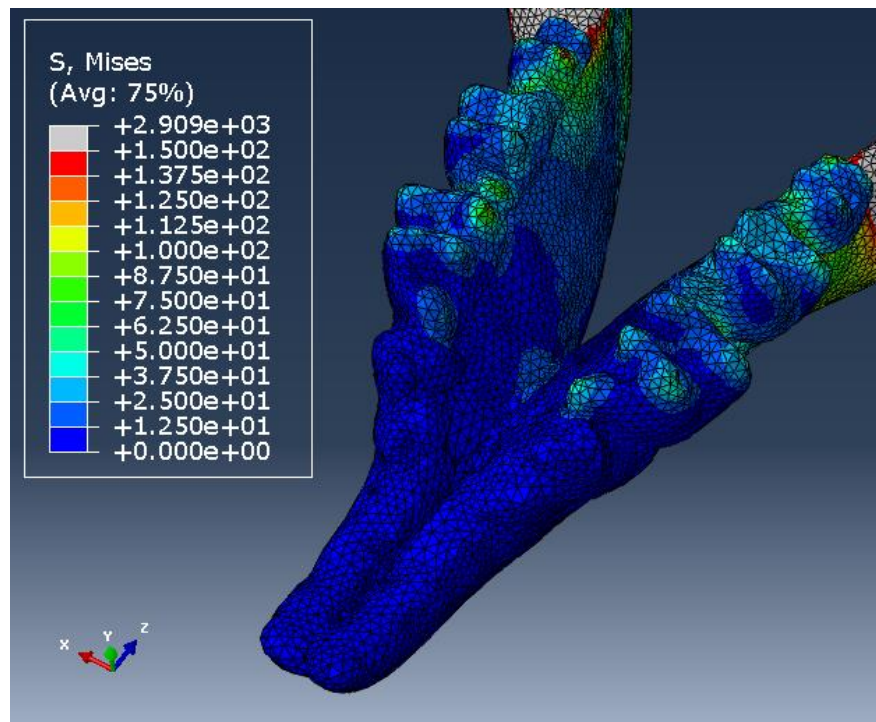 S, Mises
(Avg: 75%)
+2.909e+03
+1.500e+02
+1.375e+02
+1.250e+02
+1.125e+02
+1.000e+02
+8.750e+01
+7.500e+01
+6.250e+01
+5.000e+01
+3.750e+01
+2.500e+01
+1.250e+01
+0.000e+00
Y
Z
X